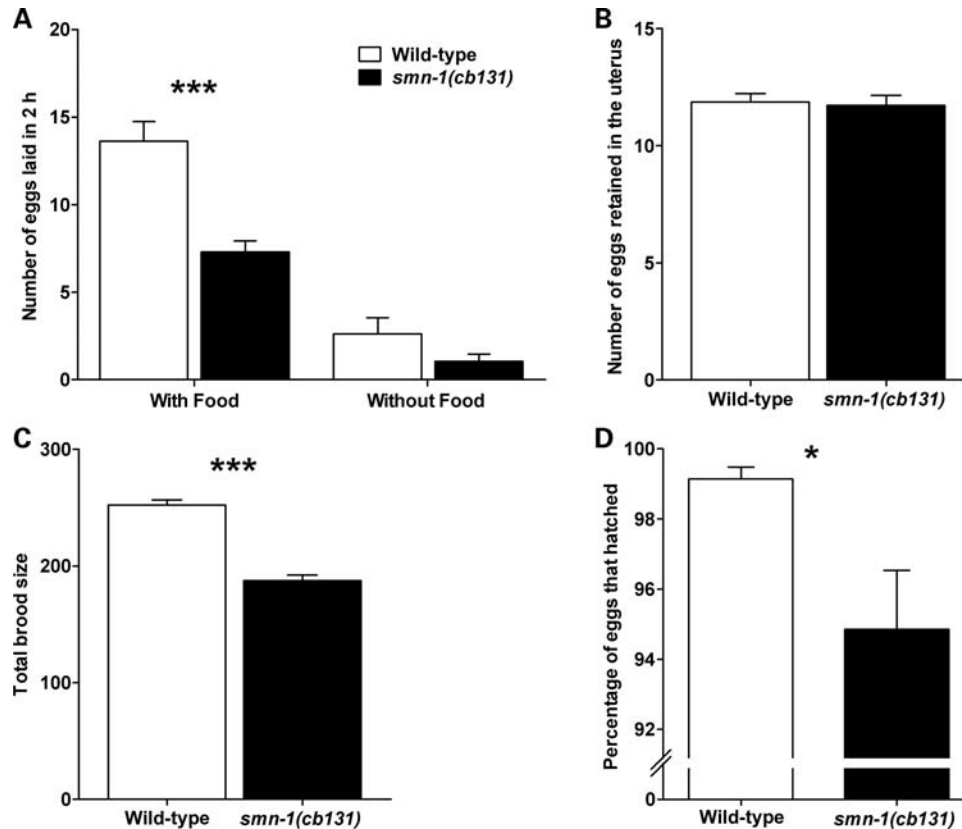 A
Number of eggs laid in 2 h
20
15
10
5
0
***
Wild-type
smn-1(cb131)
With Food
Without Food
B
Number of eggs retained in the uterus
15
10
5
0
Wild-type
smn-1(cb131)
C
Total brood size
300
200
100
0
***
Wild-type
smn-1(cb131)
D
Percentage of eggs that hatched
100
98
96
94
92
0
*
Wild-type
smn-1(cb131)